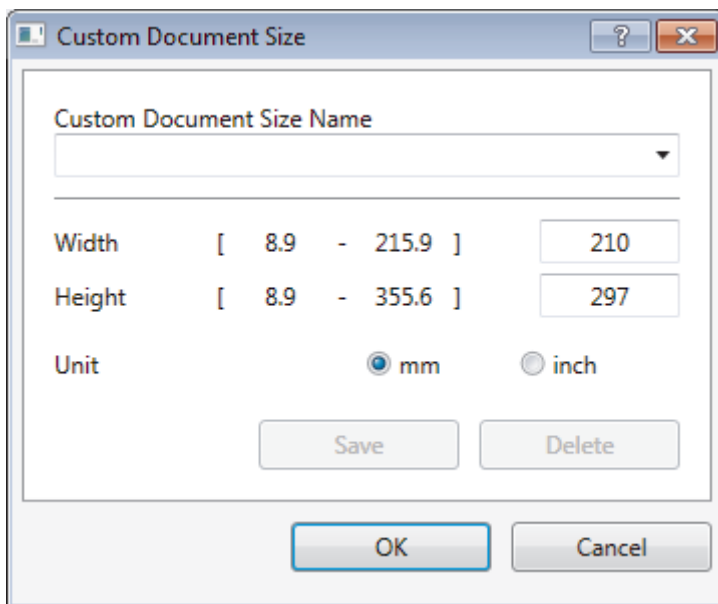 Custom Document Size
Custom Document Size Name
Width [ 8.9 - 215.9 ] 210
Height [ 8.9 - 355.6 ] 297
Unit mm inch
Save Delete
OK Cancel